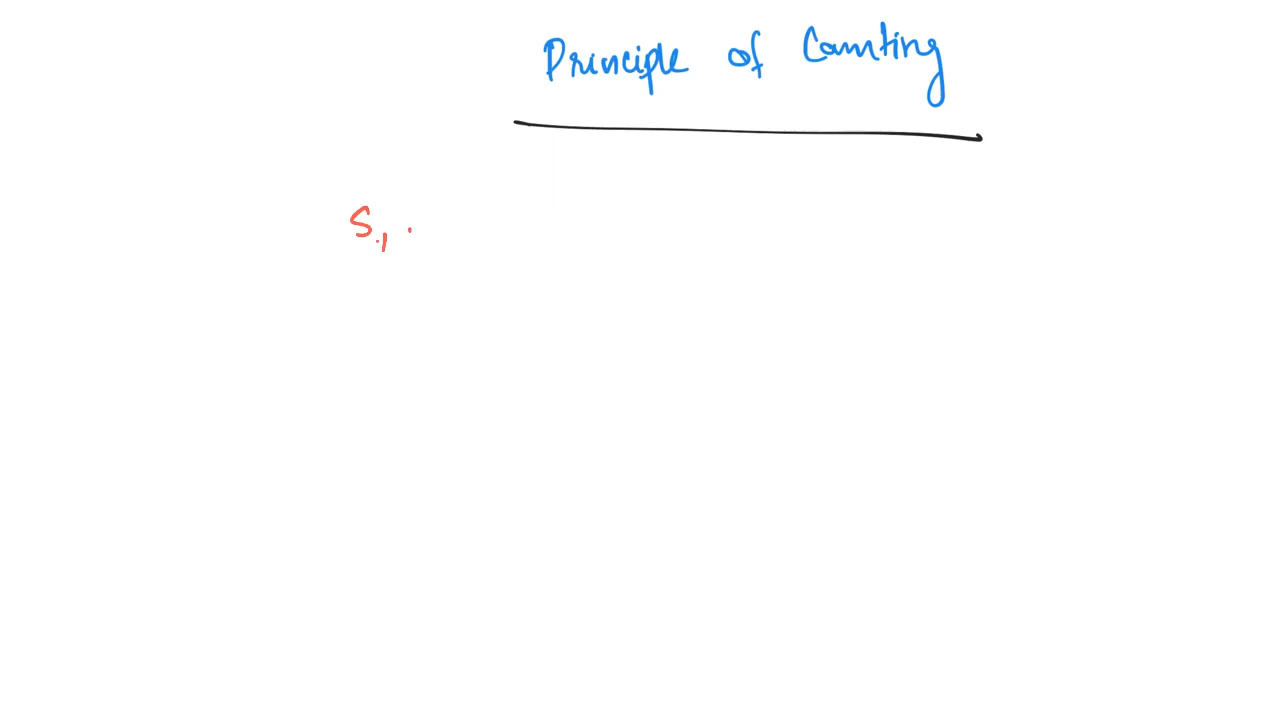 Principle of Counting
S₁, .